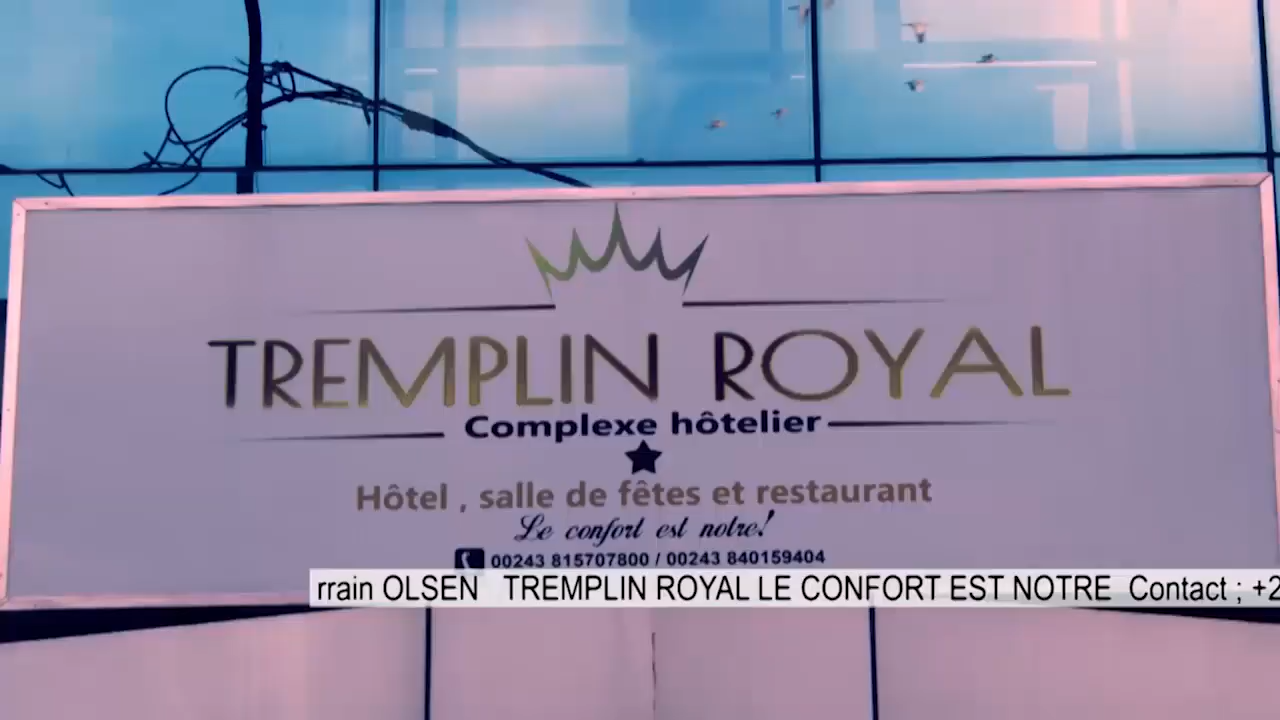 TREMPLIN ROYAL
Complexe hôtelier
Hôtel , salle de fêtes et restaurant
Le confort est notre!
00243 815707800 / 00243 840159404
rrain OLSEN TREMPLIN ROYAL LE CONFORT EST NOTRE Contact ; +2